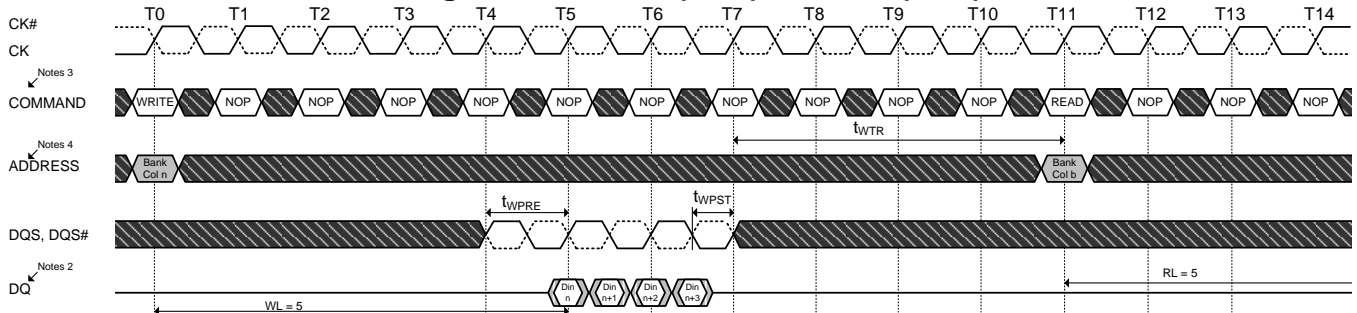 CK#
CK
T0 T1 T2 T3 T4 T5 T6 T7 T8 T9 T10 T11 T12 T13 T14
Notes 3
COMMAND
WRITE NOP NOP NOP NOP NOP NOP NOP NOP NOP NOP READ NOP NOP NOP
tWTR
Notes 4
ADDRESS
Bank Col n
Bank Col b
tWPRE
tWPST
DQS, DQS#
Notes 2
DQ
Din n
Din n+1
Din n+2
Din n+3
WL = 5
RL = 5